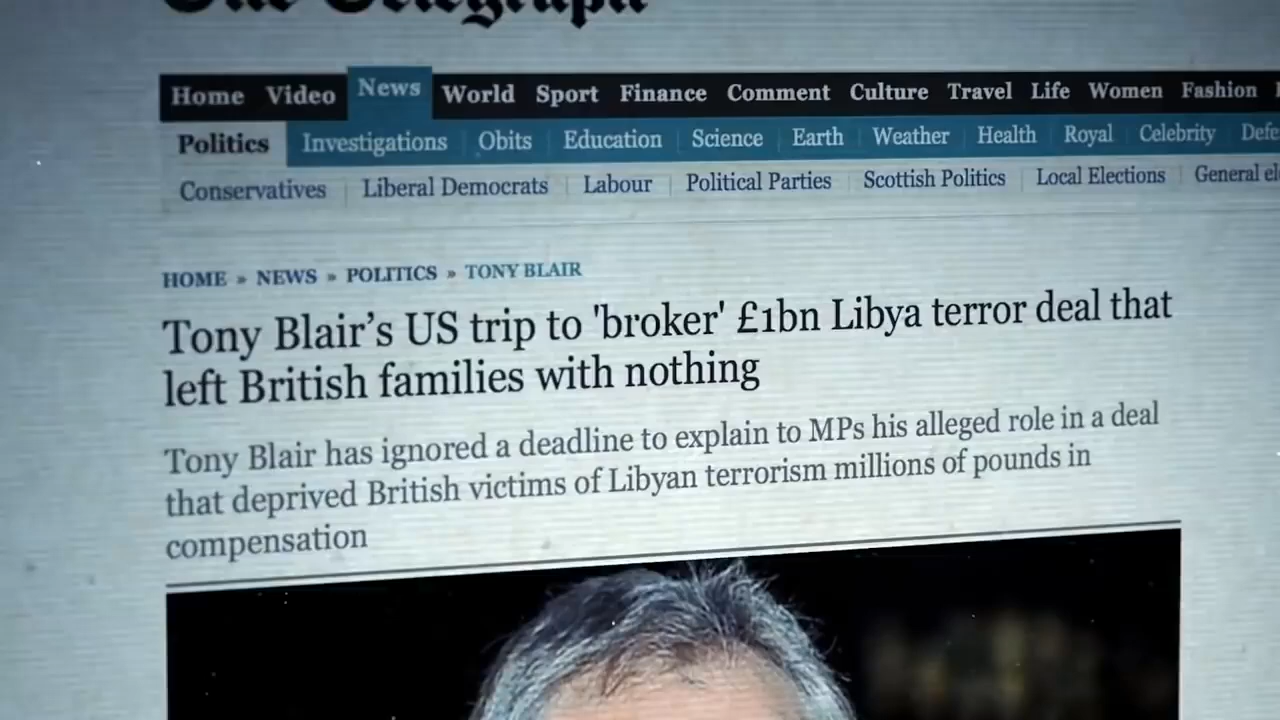 The Telegraph
Home Video News World Sport Finance Comment Culture Travel Life Women Fashion
Politics Investigations Obits Education Science Earth Weather Health Royal Celebrity
Conservatives Liberal Democrats Labour Political Parties Scottish Politics Local Elections General
HOME » NEWS » POLITICS » TONY BLAIR
Tony Blair’s US trip to 'broker' £1bn Libya terror deal that
left British families with nothing
Tony Blair has ignored a deadline to explain to MPs his alleged role in a deal
that deprived British victims of Libyan terrorism millions of pounds in
compensation